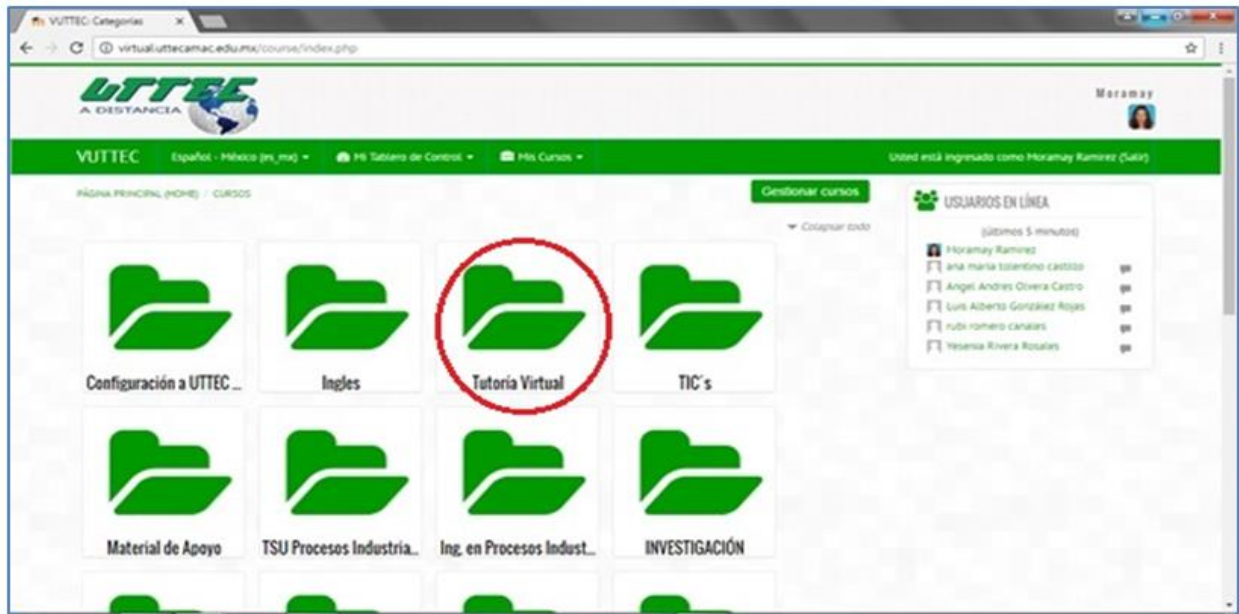 VUTTEC: Categorías
virtual.uttecamac.edu.mx/course/index.php
UTTEC
A DISTANCIA
Moramay
VUTTEC Español - México (es_mx) Mi Tablero de Control Mis Cursos Usted está ingresado como Moramay Ramirez (Salir)
PÁGINA PRINCIPAL (HOME) / CURSOS
Gestionar cursos
Colapsar todo
Configuración a UTTEC ...
Ingles
Tutoría Virtual
TIC´s
Material de Apoyo
TSU Procesos Industria...
Ing. en Procesos Indust...
INVESTIGACIÓN
USUARIOS EN LÍNEA
(últimos 5 minutos)
Moramay Ramirez
ana maria tolentino castillo
Angel Andres Olvera Castro
Luis Alberto González Rojas
rubi romero canales
Yesenia Rivera Rosales